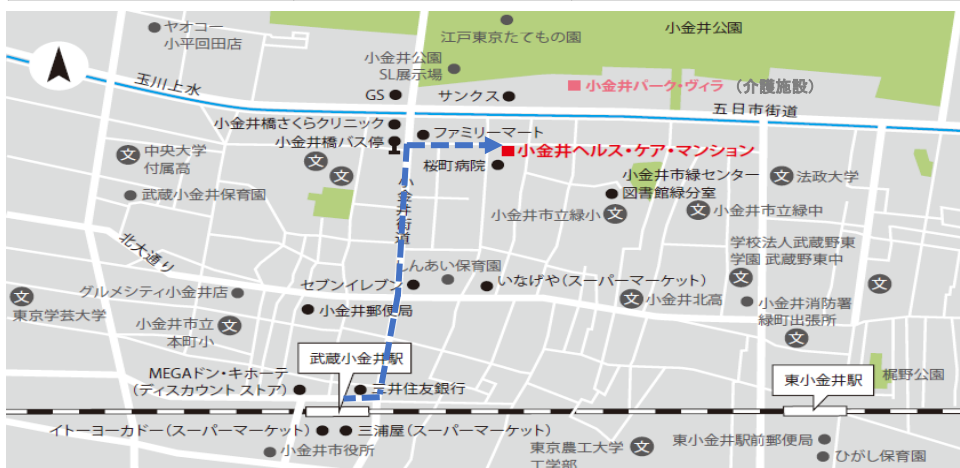 ヤオコー
小平回田店
江戸東京たてもの園
小金井公園
小金井公園
SL展示場
玉川上水
GS
サンクス
小金井パーク・ヴィラ (介護施設)
五日市街道
小金井橋さくらクリニック
小金井橋バス停
ファミリーマート
小金井ヘルス・ケア・マンション
文 中央大学
付属高
文
文
桜町病院
小金井市緑センター
図書館緑分室
文 法政大学
武蔵小金井保育園
小金井街道
小金井市立緑小 文
文 小金井市立緑中
北大通り
学校法人武蔵野東
学園 武蔵野東中
文
しんあい保育園
セブンイレブン
いなげや(スーパーマーケット)
文
グルメシティ小金井店
文
東京学芸大学
小金井郵便局
文 小金井北高
小金井消防署
緑町出張所
文
小金井市立
本町小
文
武蔵小金井駅
MEGAドン・キホーテ
(ディスカウント ストア)
三井住友銀行
東小金井駅
梶野公園
イトーヨーカドー(スーパーマーケット)
三浦屋(スーパーマーケット)
小金井市役所
東京農工大学
工学部
文
東小金井駅前郵便局
ひがし保育園